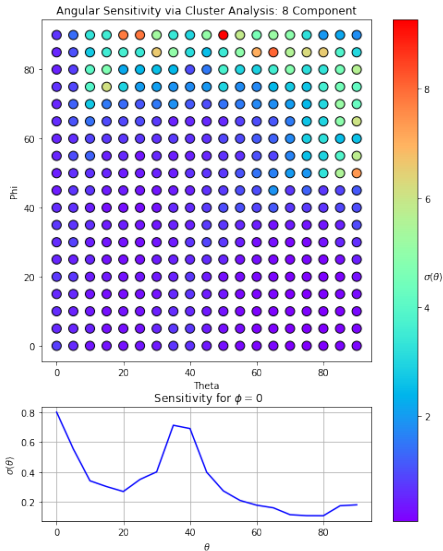 Angular Sensitivity via Cluster Analysis: 8 Component
80
60
40
20
0
Phi
0 20 40 60 80
Theta
8
6
4
2
σ(θ)
Sensitivity for ϕ = 0
0.8
0.6
0.4
0.2
σ(θ)
0 20 40 60 80
θ